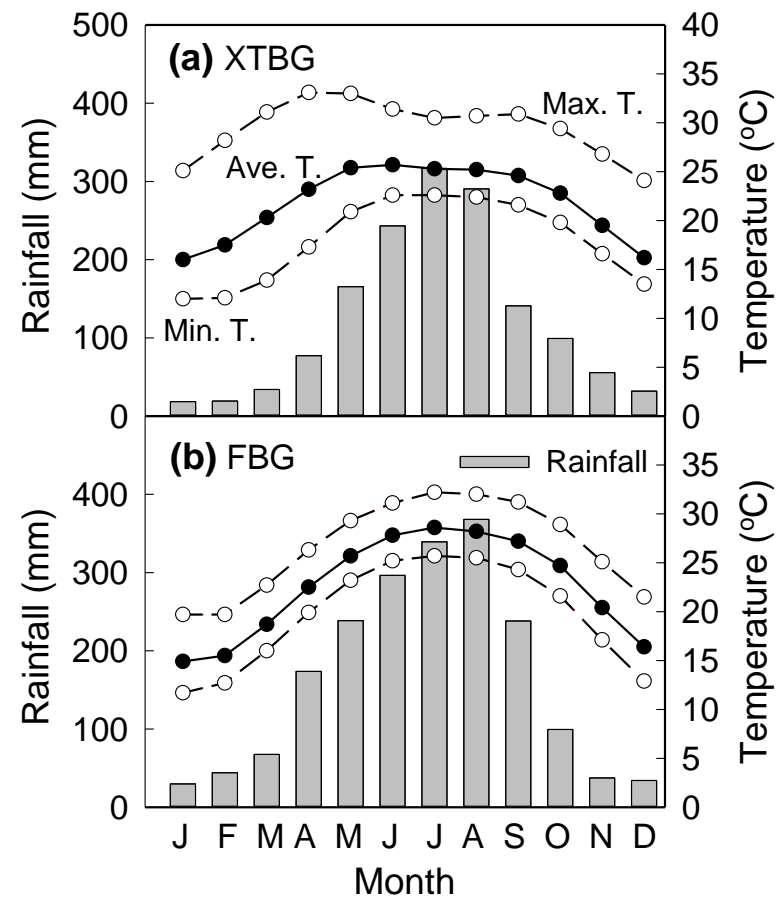 (a) XTBG
Max. T.
Ave. T.
Min. T.
Rainfall (mm)
500
400
300
200
100
0
Temperature (ºC)
40
35
30
25
20
15
10
5
0
(b) FBG
Rainfall
Rainfall (mm)
400
300
200
100
0
Temperature (ºC)
35
30
25
20
15
10
5
0
J F M A M J J A S O N D
Month